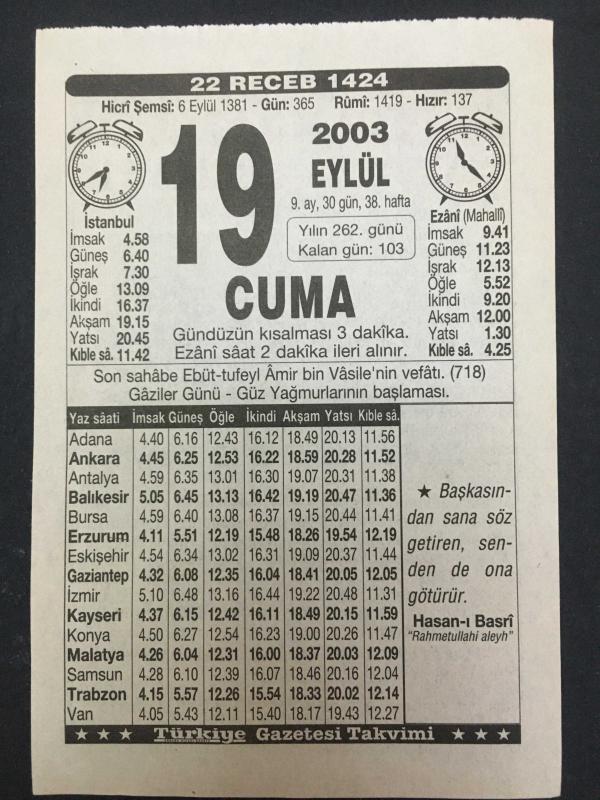 22 RECEB 1424
Hicrî Şemsî: 6 Eylül 1381 - Gün: 365 Rûmî: 1419 - Hızır: 137
19
2003
EYLÜL
9. ay, 30 gün, 38. hafta
Yılın 262. günü
Kalan gün: 103
CUMA
Gündüzün kısalması 3 dakîka.
Ezânî sâat 2 dakîka ileri alınır.
İstanbul
İmsak 4.58
Güneş 6.40
İşrak 7.30
Öğle 13.09
İkindi 16.37
Akşam 19.15
Yatsı 20.45
Kıble sâ. 11.42
Ezânî (Mahallî)
İmsak 9.41
Güneş 11.23
İşrak 12.13
Öğle 5.52
İkindi 9.20
Akşam 12.00
Yatsı 1.30
Kıble sâ. 4.25
Son sahâbe Ebüt-tufeyl Âmir bin Vâsile'nin vefâtı. (718)
Gâziler Günü - Güz Yağmurlarının başlaması.
Yaz sâati İmsak Güneş Öğle İkindi Akşam Yatsı Kıble sâ.
Adana 4.40 6.16 12.43 16.12 18.49 20.13 11.56
Ankara 4.45 6.25 12.53 16.22 18.59 20.28 11.52
Antalya 4.59 6.35 13.01 16.30 19.07 20.31 11.38
Balıkesir 5.05 6.45 13.13 16.42 19.19 20.47 11.36
Bursa 4.59 6.40 13.08 16.37 19.15 20.44 11.41
Erzurum 4.11 5.51 12.19 15.48 18.26 19.54 12.19
Eskişehir 4.54 6.34 13.02 16.31 19.09 20.37 11.44
Gaziantep 4.32 6.08 12.35 16.04 18.41 20.05 12.05
İzmir 5.10 6.48 13.16 16.44 19.22 20.48 11.31
Kayseri 4.37 6.15 12.42 16.11 18.49 20.15 11.59
Konya 4.50 6.27 12.54 16.23 19.00 20.26 11.47
Malatya 4.26 6.04 12.31 16.00 18.37 20.03 12.09
Samsun 4.28 6.10 12.39 16.07 18.46 20.16 12.04
Trabzon 4.15 5.57 12.26 15.54 18.33 20.02 12.14
Van 4.05 5.43 12.11 15.40 18.17 19.43 12.27
★ Başkasın-
dan sana söz
getiren, sen-
den de ona
götürür.
Hasan-ı Basrî
"Rahmetullahi aleyh"
★ ★ ★ Türkiye Gazetesi Takvimi ★ ★ ★